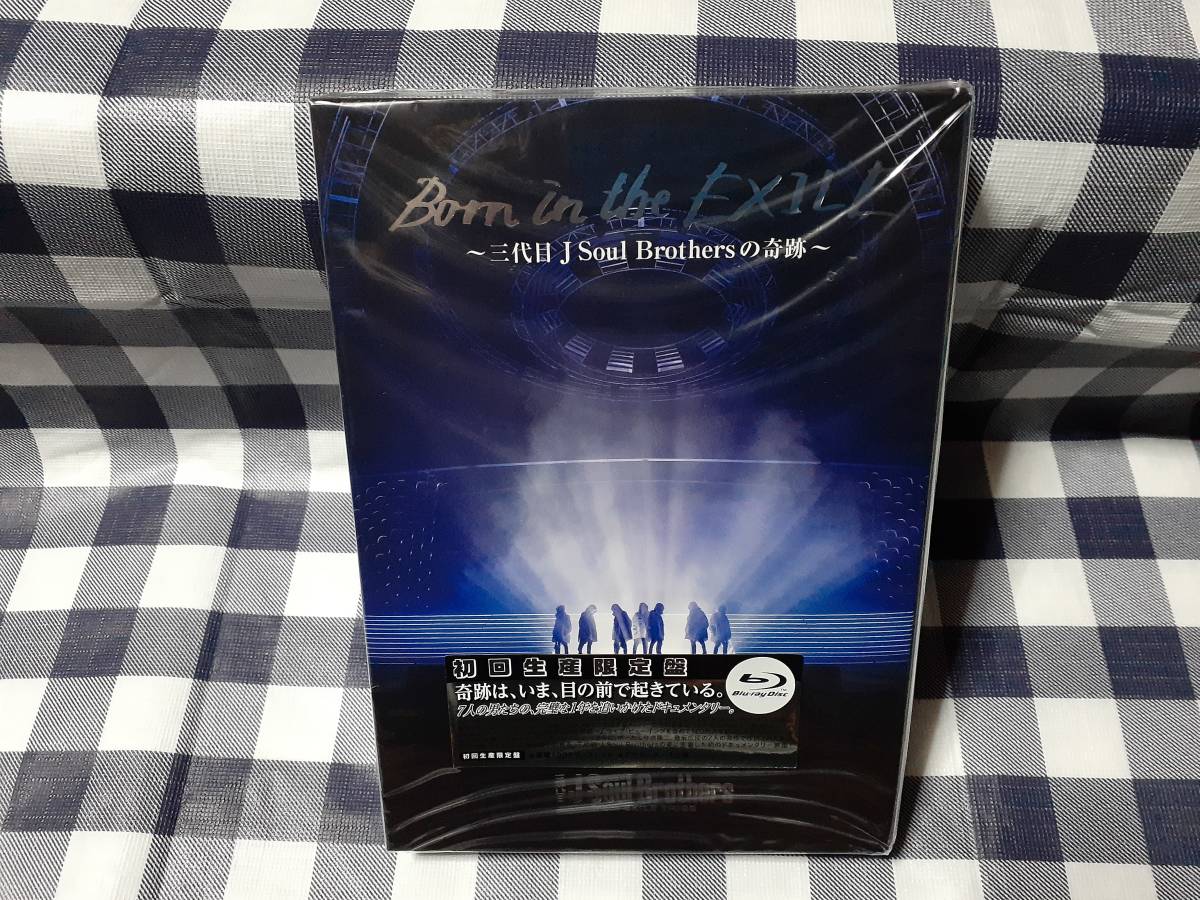 Born in the EXILE
～三代目 J Soul Brothersの奇跡～
初回生産限定盤
奇跡は、いま、目の前で起きている。
7人の男たちの、完璧な1年を追いかけたドキュメンタリー。
Blu-ray Disc
初回生産限定盤
J Soul Brothers